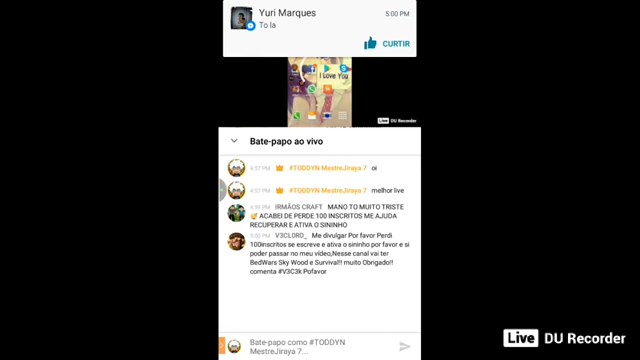 Yuri Marques
5:00 PM
To la
CURTIR
I Love You
Live DU Recorder
Bate-papo ao vivo
4:57 PM #TODDYN MestreJiraya 7 oi
4:57 PM #TODDYN MestreJiraya 7 melhor live
4:59 PM IRMÃOS CRAFT MANO TO MUITO TRISTE
😥 ACABEI DE PERDE 100 INSCRITOS ME AJUDA
RECUPERAR E ATIVA O SININHO
5:00 PM V3CL0RD_ Me divulgar Por favor Perdi
100inscritos se escreve e ativa o sininho por favor e si
poder passar no meu vídeo,Nesse canal vai ter
BedWars Sky Wood e Survival!! muito Obrigado!!
comenta #V3C3k Pofavor
Bate-papo como #TODDYN
MestreJiraya 7...
Live DU Recorder